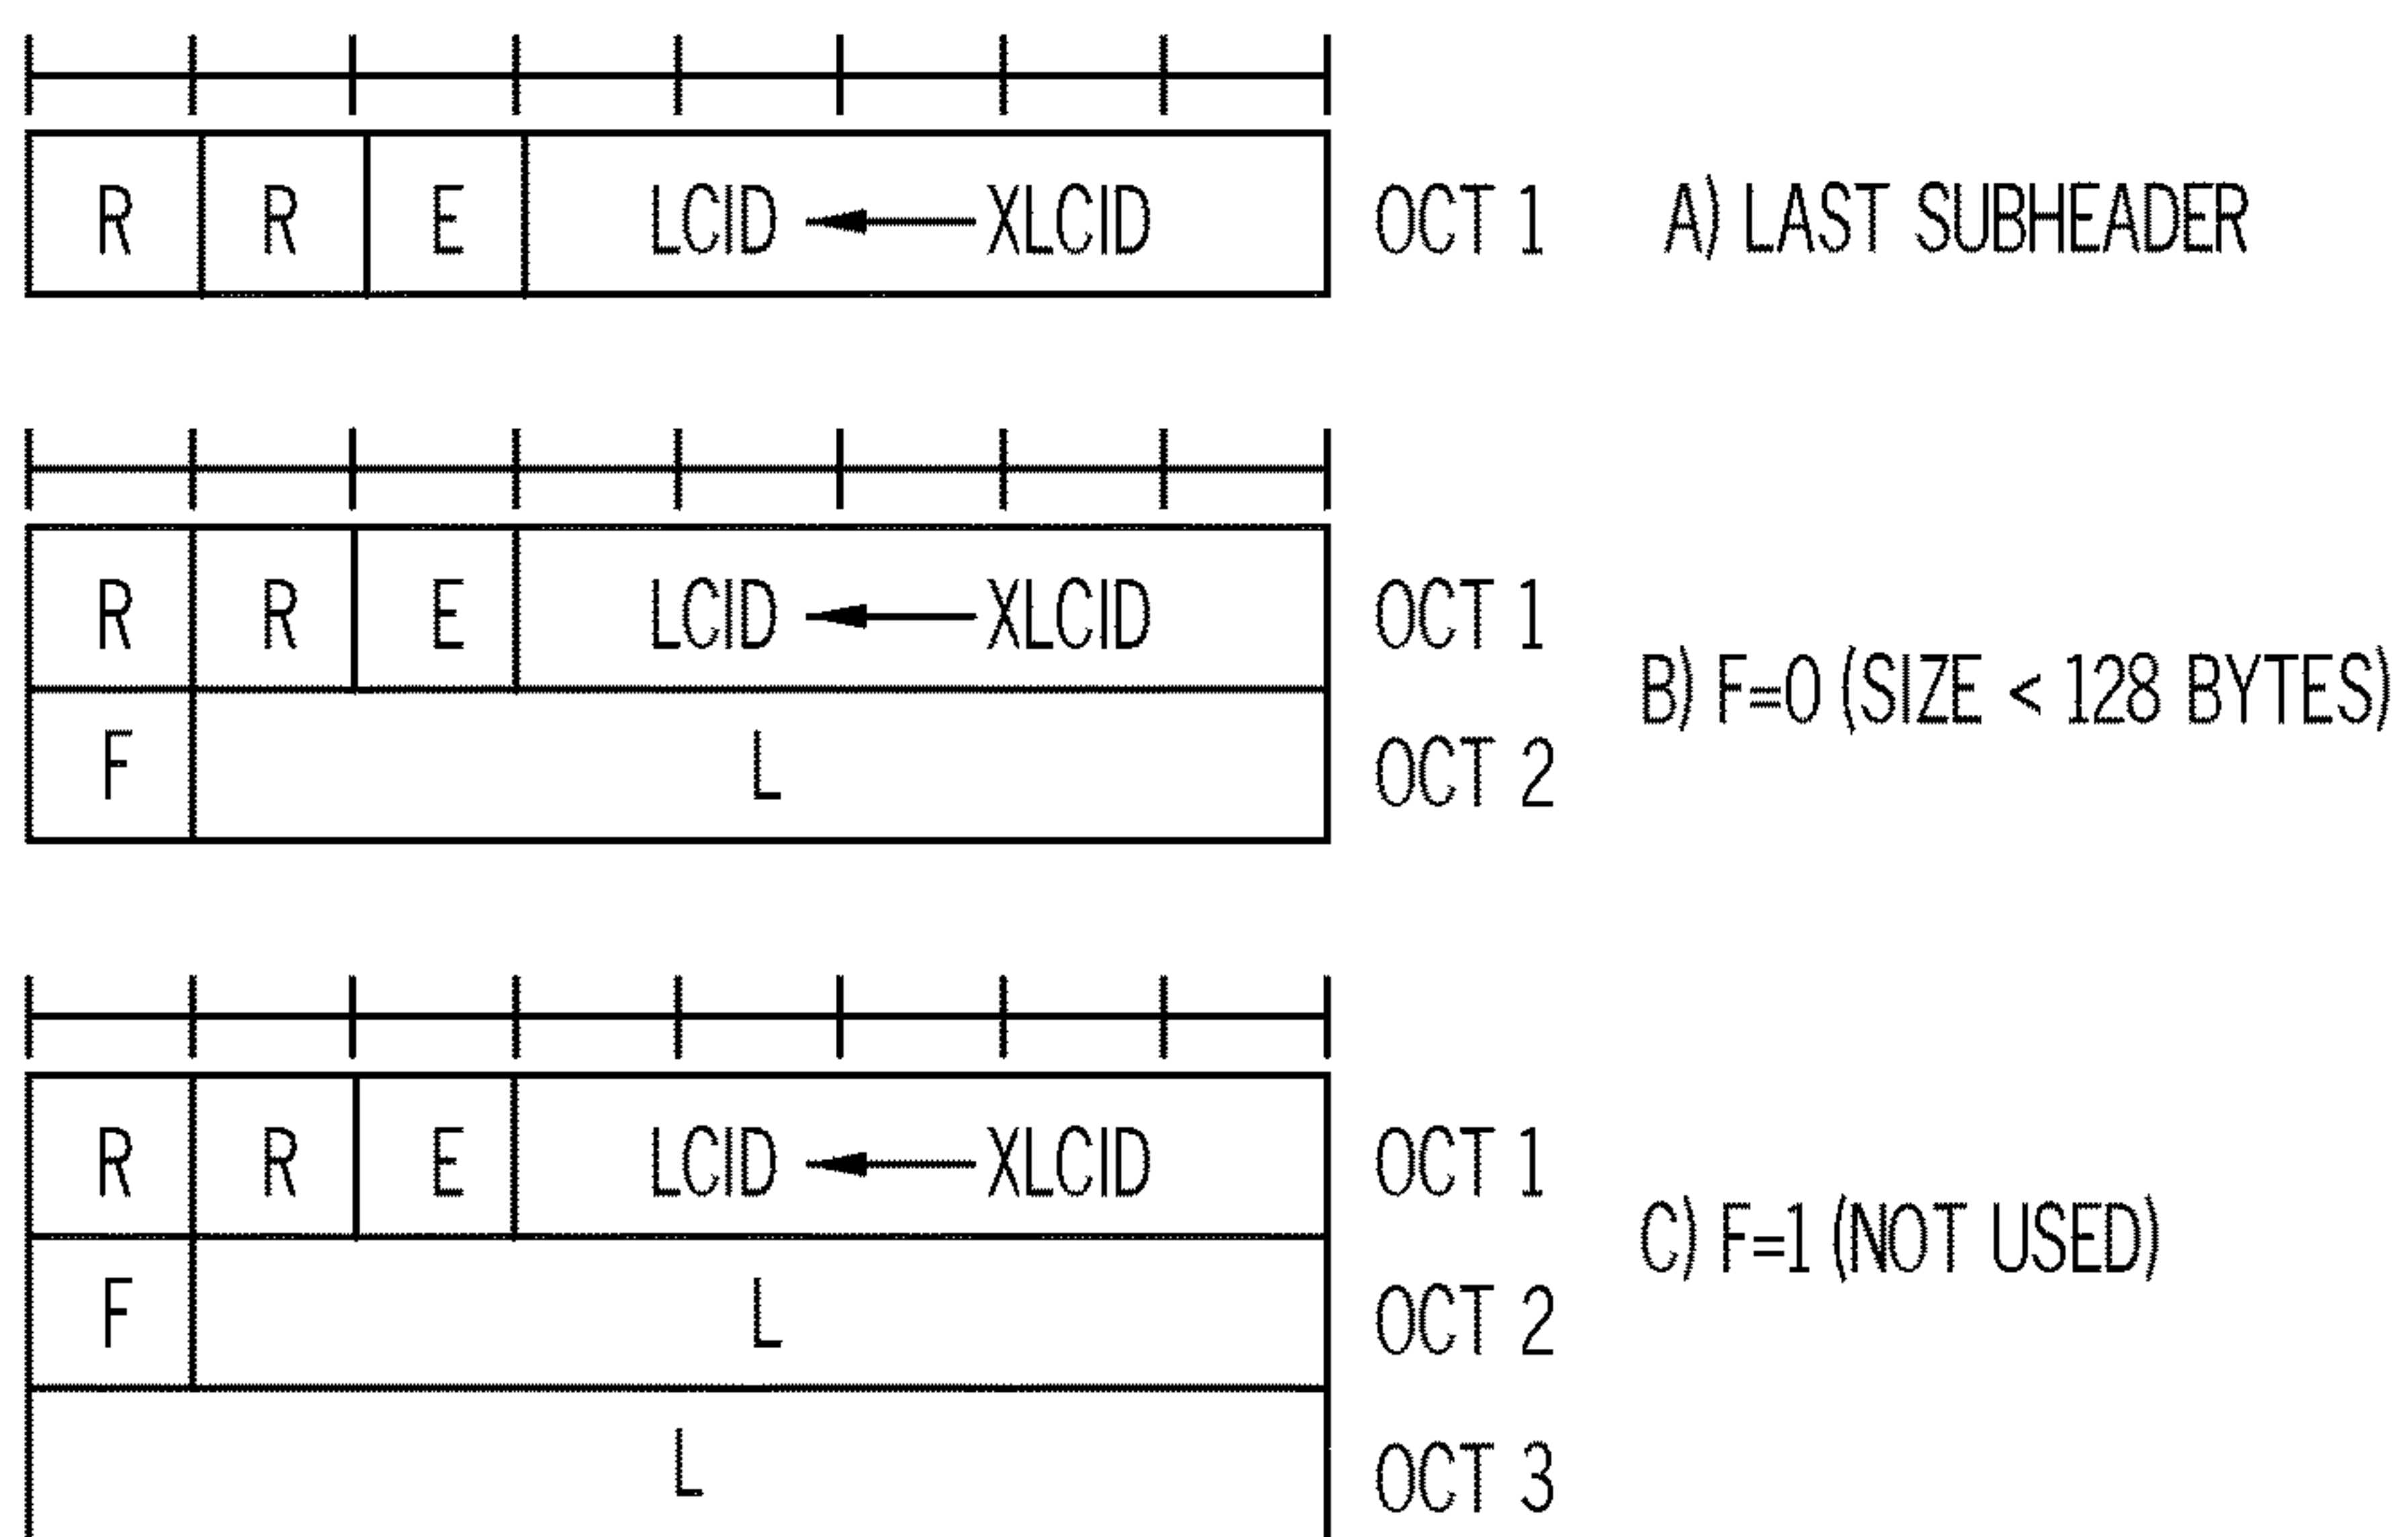 R R E LCID XLCID OCT 1 A) LAST SUBHEADER
R R E LCID XLCID OCT 1
B) F=0 (SIZE < 128 BYTES)
F L OCT 2
R R E LCID XLCID OCT 1
C) F=1 (NOT USED)
F L OCT 2
L OCT 3